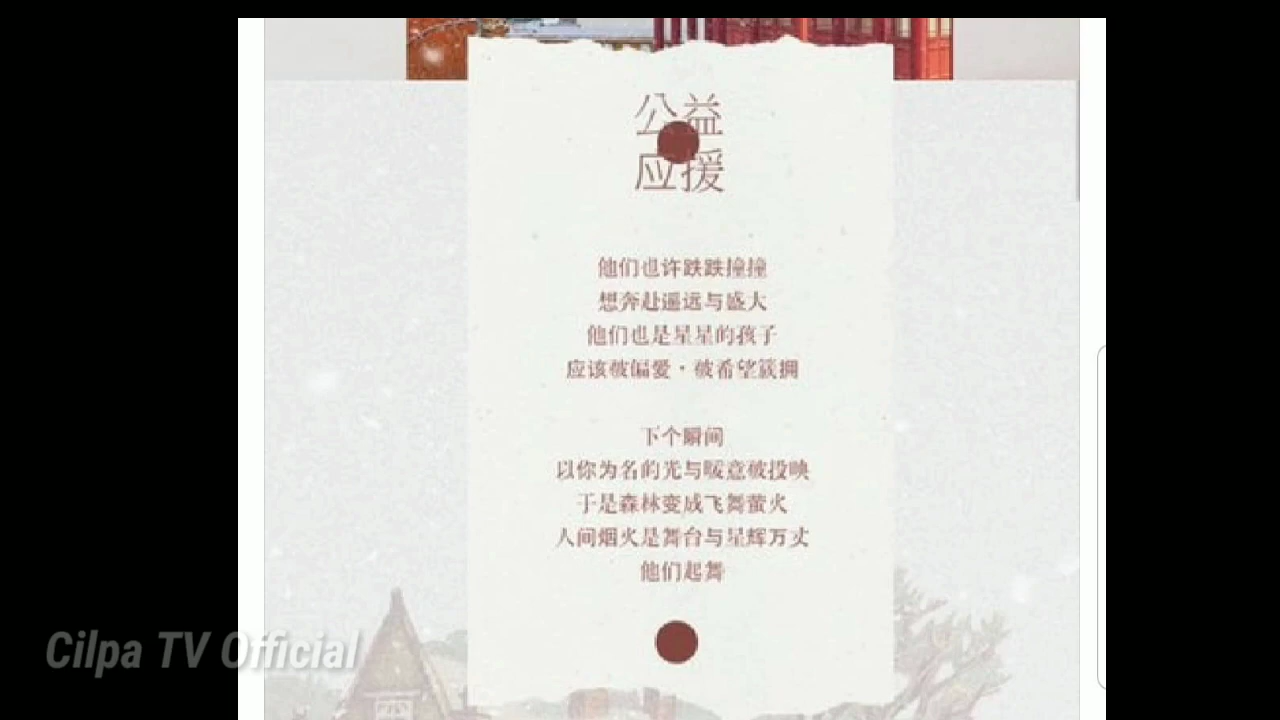 公益
应援
他们也许跌跌撞撞
想奔赴遥远与盛大
他们也是星星的孩子
应该被偏爱·被希望簇拥
下个瞬间
以你为名的光与暖意被投映
于是森林变成飞舞萤火
人间烟火是舞台与星辉万丈
他们起舞
Cilpa TV Official